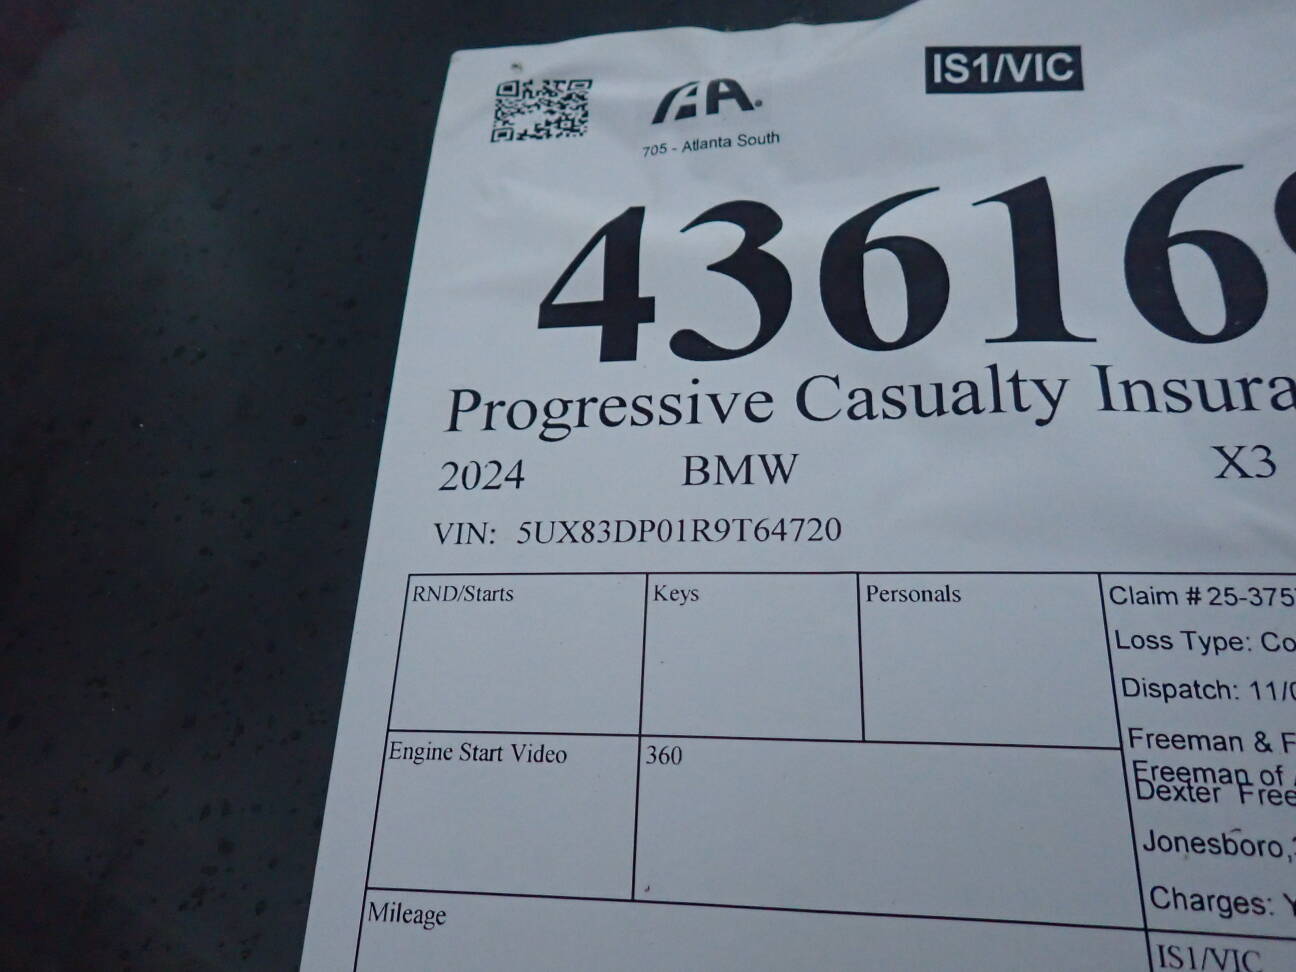 IS1/VIC
IAA.
705 - Atlanta South
43616
Progressive Casualty Insura
2024 BMW X3
VIN: 5UX83DP01R9T64720
RND/Starts Keys Personals Claim # 25-375
Loss Type: Co
Dispatch: 11/0
Freeman & F
Engine Start Video 360
Freeman of
Dexter Free
Jonesboro,
Charges: Y
Mileage
IS1/VIC